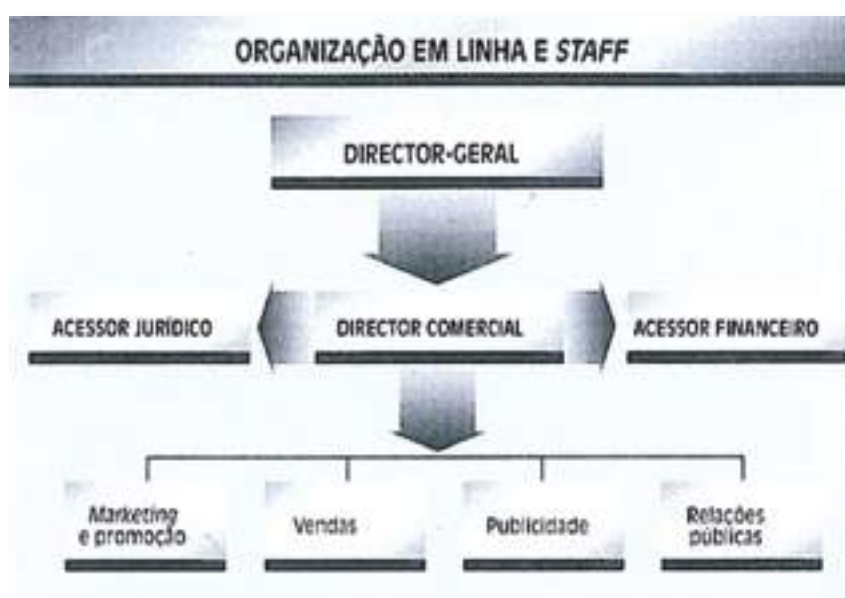 ORGANIZAÇÃO EM LINHA E STAFF
DIRECTOR-GERAL
ACESSOR JURÍDICO
DIRECTOR COMERCIAL
ACESSOR FINANCEIRO
Marketing
e promoção
Vendas
Publicidade
Relações
públicas